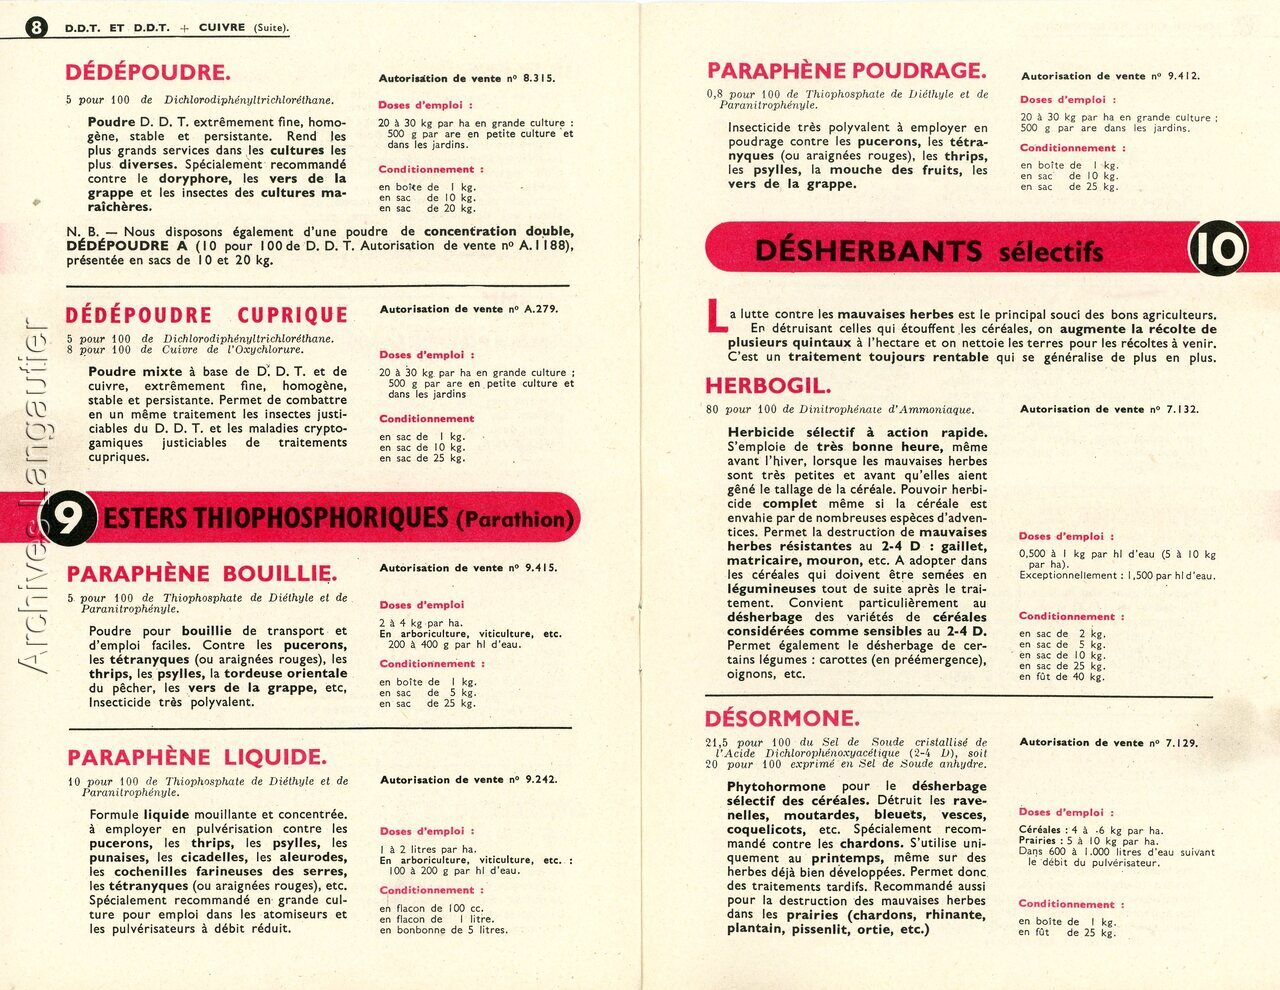 8 D.D.T. ET D.D.T. + CUIVRE (Suite).
DÉDÉPOUDRE.
5 pour 100 de Dichlorodiphényltrichloréthane.
Poudre D. D. T. extrêmement fine, homo-
gène, stable et persistante. Rend les
plus grands services dans les cultures les
plus diverses. Spécialement recommandé
contre le doryphore, les vers de la
grappe et les insectes des cultures ma-
raîchères.
Autorisation de vente nº 8.315.
Doses d'emploi :
20 à 30 kg par ha en grande culture ;
500 g par are en petite culture et
dans les jardins.
Conditionnement :
en boîte de 1 kg.
en sac de 10 kg.
en sac de 20 kg.
N. B. — Nous disposons également d'une poudre de concentration double,
DÉDÉPOUDRE A (10 pour 100 de D. D. T. Autorisation de vente nº A.1188),
présentée en sacs de 10 et 20 kg.
DÉDÉPOUDRE CUPRIQUE
5 pour 100 de Dichlorodiphényltrichloréthane.
8 pour 100 de Cuivre de l'Oxychlorure.
Poudre mixte à base de D. D. T. et de
cuivre, extrêmement fine, homogène,
stable et persistante. Permet de combattre
en un même traitement les insectes justi-
ciables du D. D. T. et les maladies crypto-
gamiques justiciables de traitements
cupriques.
Autorisation de vente nº A.279.
Doses d'emploi :
20 à 30 kg par ha en grande culture ;
500 g par are en petite culture et
dans les jardins
Conditionnement
en sac de 1 kg.
en sac de 10 kg.
en sac de 25 kg.
9 ESTERS THIOPHOSPHORIQUES (Parathion)
PARAPHÈNE BOUILLIE.
5 pour 100 de Thiophosphate de Diéthyle et de
Paranitrophényle.
Poudre pour bouillie de transport et
d'emploi faciles. Contre les pucerons,
les tétranyques (ou araignées rouges), les
thrips, les psylles, la tordeuse orientale
du pêcher, les vers de la grappe, etc,
Insecticide très polyvalent.
Autorisation de vente nº 9.415.
Doses d'emploi
2 à 4 kg par ha.
En arboriculture, viticulture, etc.
200 à 400 g par hl d'eau.
Conditionnement :
en boîte de 1 kg.
en sac de 5 kg.
en sac de 25 kg.
PARAPHÈNE LIQUIDE.
10 pour 100 de Thiophosphate de Diéthyle et de
Paranitrophényle.
Formule liquide mouillante et concentrée.
à employer en pulvérisation contre les
pucerons, les thrips, les psylles, les
punaises, les cicadelles, les aleurodes,
les cochenilles farineuses des serres,
les tétranyques (ou araignées rouges), etc.
Spécialement recommandé en grande cul-
ture pour emploi dans les atomiseurs et
les pulvérisateurs à débit réduit.
Autorisation de vente nº 9.242.
Doses d'emploi :
1 à 2 litres par ha.
En arboriculture, viticulture, etc. :
100 à 200 g par hl d'eau.
Conditionnement :
en flacon de 100 cc.
en flacon de 1 litre.
en bonbonne de 5 litres.
Archives Langautier
PARAPHÈNE POUDRAGE.
0,8 pour 100 de Thiophosphate de Diéthyle et de
Paranitrophényle.
Insecticide très polyvalent à employer en
poudrage contre les pucerons, les tétra-
nyques (ou araignées rouges), les thrips,
les psylles, la mouche des fruits, les
vers de la grappe.
Autorisation de vente nº 9.412.
Doses d'emploi :
20 à 30 kg par ha en grande culture ;
500 g par are dans les jardins.
Conditionnement :
en boîte de 1 kg.
en sac de 10 kg.
en sac de 25 kg.
DÉSHERBANTS sélectifs 10
La lutte contre les mauvaises herbes est le principal souci des bons agriculteurs.
En détruisant celles qui étouffent les céréales, on augmente la récolte de
plusieurs quintaux à l'hectare et on nettoie les terres pour les récoltes à venir.
C'est un traitement toujours rentable qui se généralise de plus en plus.
HERBOGIL.
80 pour 100 de Dinitrophénate d'Ammoniaque.
Herbicide sélectif à action rapide.
S'emploie de très bonne heure, même
avant l'hiver, lorsque les mauvaises herbes
sont très petites et avant qu'elles aient
gêné le tallage de la céréale. Pouvoir herbi-
cide complet même si la céréale est
envahie par de nombreuses espèces d'adven-
tices. Permet la destruction de mauvaises
herbes résistantes au 2-4 D : gaillet,
matricaire, mouron, etc. A adopter dans
les céréales qui doivent être semées en
légumineuses tout de suite après le trai-
tement. Convient particulièrement au
désherbage des variétés de céréales
considérées comme sensibles au 2-4 D.
Permet également le désherbage de cer-
tains légumes : carottes (en préémergence),
oignons, etc.
Autorisation de vente nº 7.132.
Doses d'emploi :
0,500 à 1 kg par hl d'eau (5 à 10 kg
par ha).
Exceptionnellement : 1,500 par hl d'eau.
Conditionnement :
en sac de 2 kg.
en sac de 5 kg.
en sac de 10 kg.
en sac de 25 kg.
en fût de 40 kg.
DÉSORMONE.
21,5 pour 100 du Sel de Soude cristallisé de
l'Acide Dichlorophénoxyacétique (2-4 D), soit
20 pour 100 exprimé en Sel de Soude anhydre.
Phytohormone pour le désherbage
sélectif des céréales. Détruit les rave-
nelles, moutardes, bleuets, vesces,
coquelicots, etc. Spécialement recom-
mandé contre les chardons. S'utilise uni-
quement au printemps, même sur des
herbes déjà bien développées. Permet donc
des traitements tardifs. Recommandé aussi
pour la destruction des mauvaises herbes
dans les prairies (chardons, rhinante,
plantain, pissenlit, ortie, etc.)
Autorisation de vente nº 7.129.
Doses d'emploi :
Céréales : 4 à 6 kg par ha.
Prairies : 5 à 10 kg par ha.
Dans 600 à 1.000 litres d'eau suivant
le débit du pulvérisateur.
Conditionnement :
en boîte de 1 kg.
en fût de 25 kg.